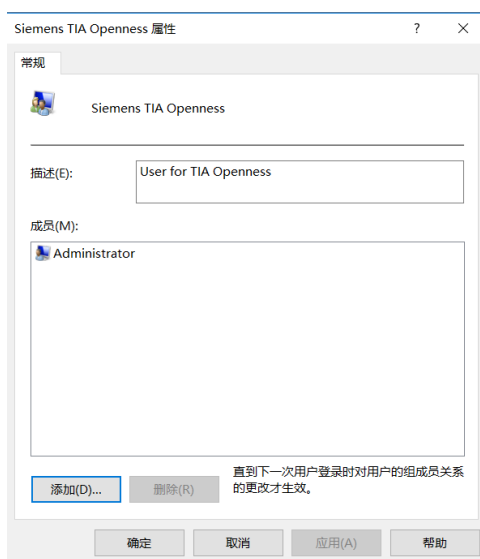 Siemens TIA Openness 属性
?
×
常规
Siemens TIA Openness
描述(E):
User for TIA Openness
成员(M):
Administrator
添加(D)...
删除(R)
直到下一次用户登录时对用户的组成员关系
的更改才生效。
确定
取消
应用(A)
帮助